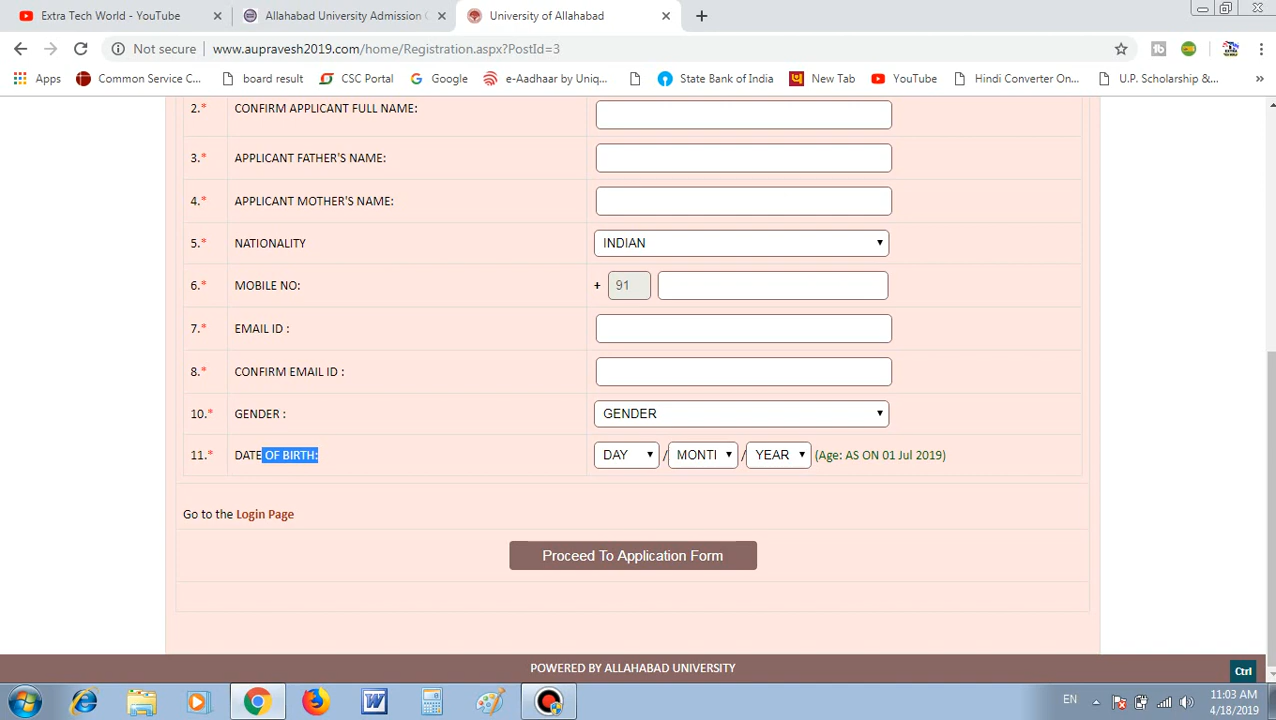 Extra Tech World - YouTube
Allahabad University Admission (
University of Allahabad
Not secure www.aupravesh2019.com/home/Registration.aspx?PostId=3
Apps Common Service C... board result CSC Portal Google e-Aadhaar by Uniq... State Bank of India New Tab YouTube Hindi Converter On... U.P. Scholarship &... »
2.* CONFIRM APPLICANT FULL NAME:
3.* APPLICANT FATHER'S NAME:
4.* APPLICANT MOTHER'S NAME:
5.* NATIONALITY INDIAN
6.* MOBILE NO: + 91
7.* EMAIL ID :
8.* CONFIRM EMAIL ID :
10.* GENDER : GENDER
11.* DATE OF BIRTH: DAY / MONTI / YEAR (Age: AS ON 01 Jul 2019)
Go to the Login Page
Proceed To Application Form
POWERED BY ALLAHABAD UNIVERSITY
Ctrl
EN
11:03 AM
4/18/2019